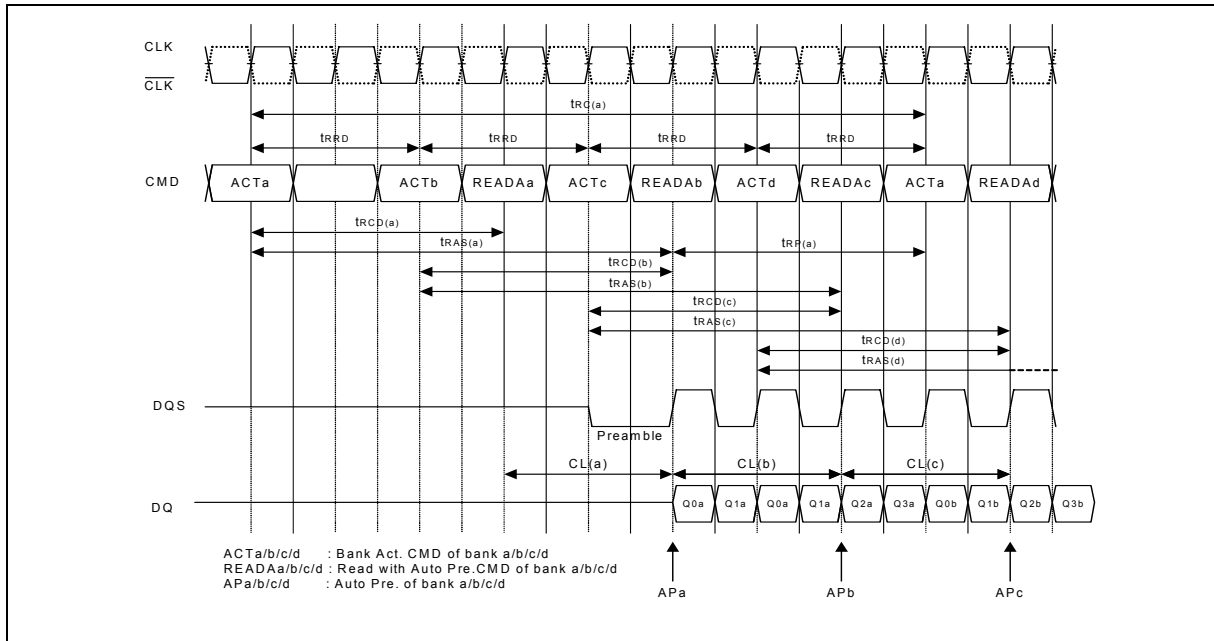 CLK
CLK
tRC(a)
tRRD tRRD tRRD tRRD
CMD ACTa ACTb READAa ACTc READAb ACTd READAc ACTa READAd
tRCD(a)
tRAS(a) tRP(a)
tRCD(b)
tRAS(b)
tRCD(c)
tRAS(c)
tRCD(d)
tRAS(d)
DQS
Preamble
CL(a) CL(b) CL(c)
DQ Q0a Q1a Q0a Q1a Q2a Q3a Q0b Q1b Q2b Q3b
ACTa/b/c/d : Bank Act. CMD of bank a/b/c/d
READAa/b/c/d : Read with Auto Pre.CMD of bank a/b/c/d
APa/b/c/d : Auto Pre. of bank a/b/c/d
APa APb APc